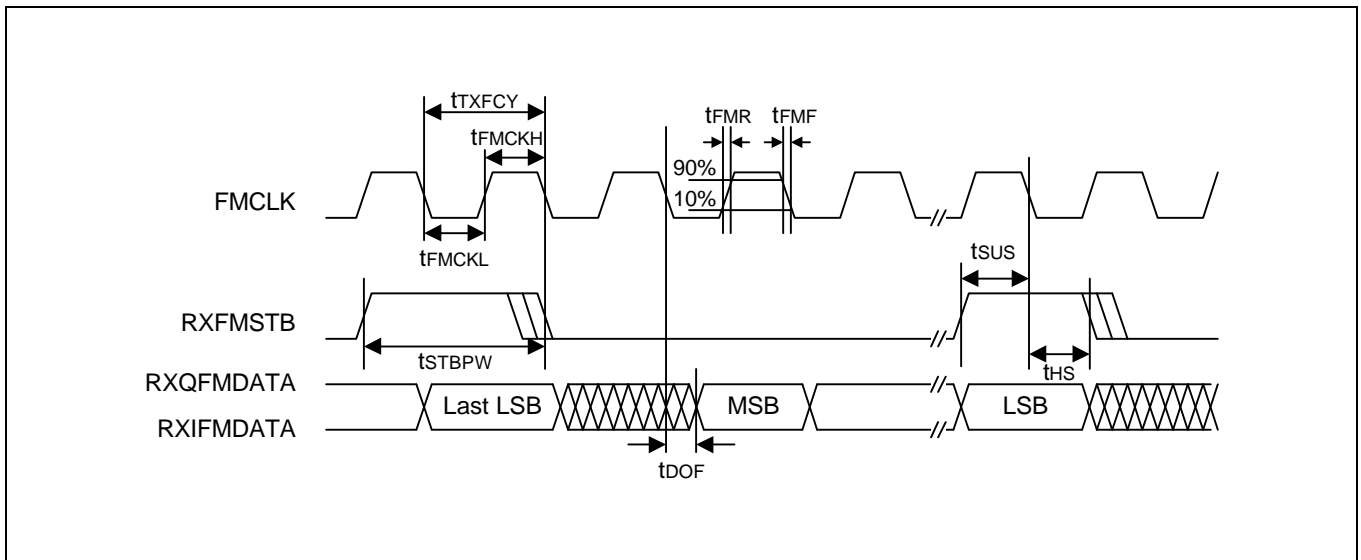 tTXFCY
tFMCKH
tFMR
tFMF
90%
10%
FMCLK
tFMCKL
tSUS
RXFMSTB
tSTBPW
tHS
RXQFMDATA
Last LSB
MSB
LSB
RXIFMDATA
tDOF